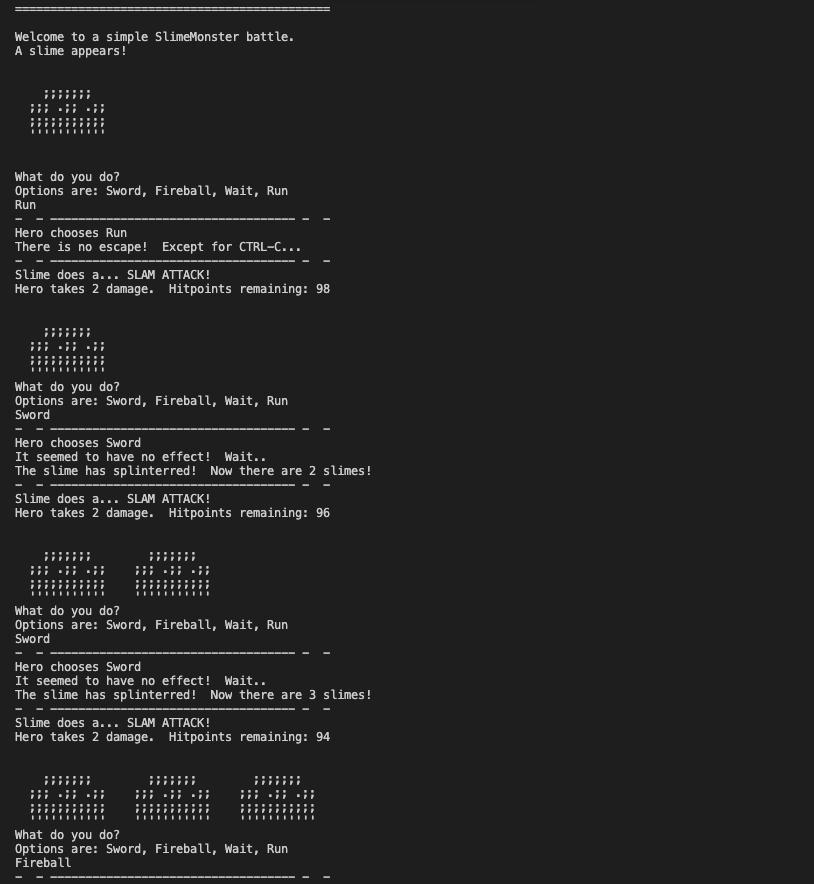 =============================================
Welcome to a simple SlimeMonster battle.
A slime appears!
    ;;;;;;;
  ;;; .;; .;;
  ;;;;;;;;;;;
  '''''''''''
What do you do?
Options are: Sword, Fireball, Wait, Run
Run
-  - ----------------------------------- -  -
Hero chooses Run
There is no escape!  Except for CTRL-C...
-  - ----------------------------------- -  -
Slime does a... SLAM ATTACK!
Hero takes 2 damage.  Hitpoints remaining: 98
    ;;;;;;;
  ;;; .;; .;;
  ;;;;;;;;;;;
  '''''''''''
What do you do?
Options are: Sword, Fireball, Wait, Run
Sword
-  - ----------------------------------- -  -
Hero chooses Sword
It seemed to have no effect!  Wait..
The slime has splinterred!  Now there are 2 slimes!
-  - ----------------------------------- -  -
Slime does a... SLAM ATTACK!
Hero takes 2 damage.  Hitpoints remaining: 96
    ;;;;;;;        ;;;;;;;
  ;;; .;; .;;    ;;; .;; .;;
  ;;;;;;;;;;;    ;;;;;;;;;;;
  '''''''''''    '''''''''''
What do you do?
Options are: Sword, Fireball, Wait, Run
Sword
-  - ----------------------------------- -  -
Hero chooses Sword
It seemed to have no effect!  Wait..
The slime has splinterred!  Now there are 3 slimes!
-  - ----------------------------------- -  -
Slime does a... SLAM ATTACK!
Hero takes 2 damage.  Hitpoints remaining: 94
    ;;;;;;;        ;;;;;;;        ;;;;;;;
  ;;; .;; .;;    ;;; .;; .;;    ;;; .;; .;;
  ;;;;;;;;;;;    ;;;;;;;;;;;    ;;;;;;;;;;;
  '''''''''''    '''''''''''    '''''''''''
What do you do?
Options are: Sword, Fireball, Wait, Run
Fireball
-  - ----------------------------------- -  -